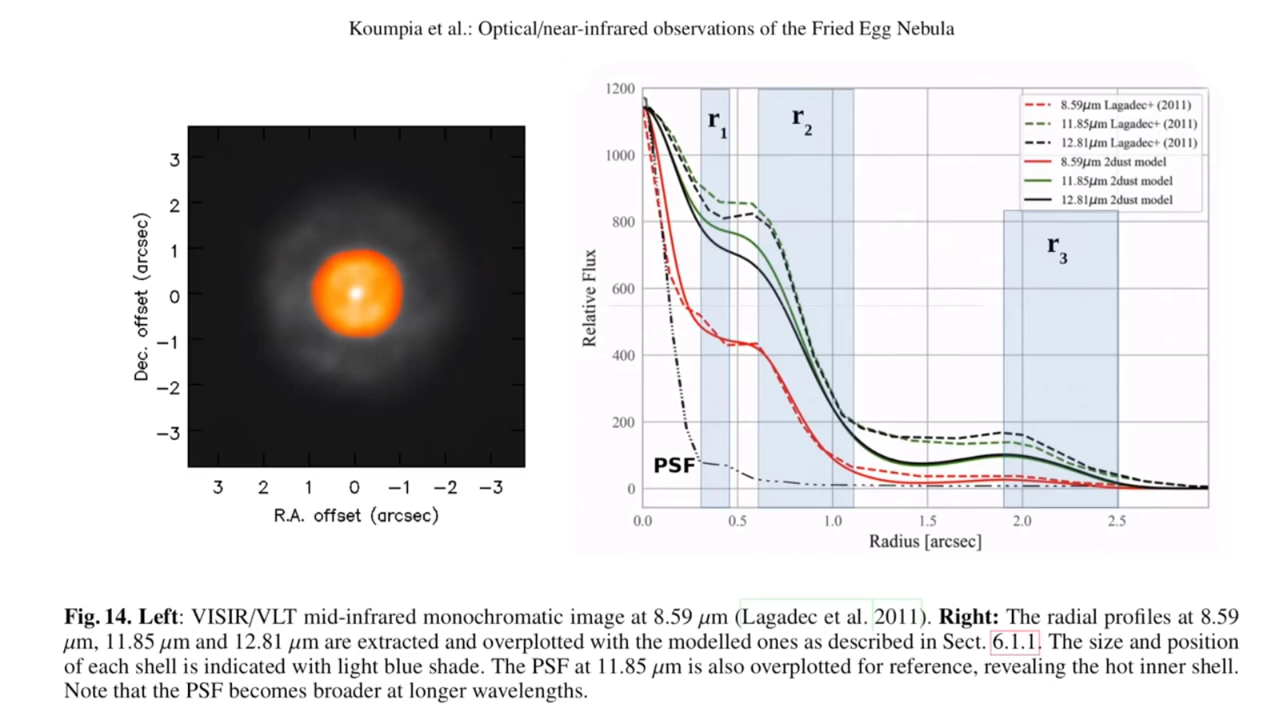 Koumpia et al.: Optical/near-infrared observations of the Fried Egg Nebula
3
2
1
0
−1
−2
−3
Dec. offset (arcsec)
3 2 1 0 −1 −2 −3
R.A. offset (arcsec)
1200
1000
800
600
400
200
0
Relative Flux
r1
r2
r3
PSF
8.59μm Lagadec+ (2011)
11.85μm Lagadec+ (2011)
12.81μm Lagadec+ (2011)
8.59μm 2dust model
11.85μm 2dust model
12.81μm 2dust model
0.0 0.5 1.0 1.5 2.0 2.5
Radius [arcsec]
Fig. 14. Left: VISIR/VLT mid-infrared monochromatic image at 8.59 μm (Lagadec et al. 2011). Right: The radial profiles at 8.59
μm, 11.85 μm and 12.81 μm are extracted and overplotted with the modelled ones as described in Sect. 6.1.1. The size and position
of each shell is indicated with light blue shade. The PSF at 11.85 μm is also overplotted for reference, revealing the hot inner shell.
Note that the PSF becomes broader at longer wavelengths.